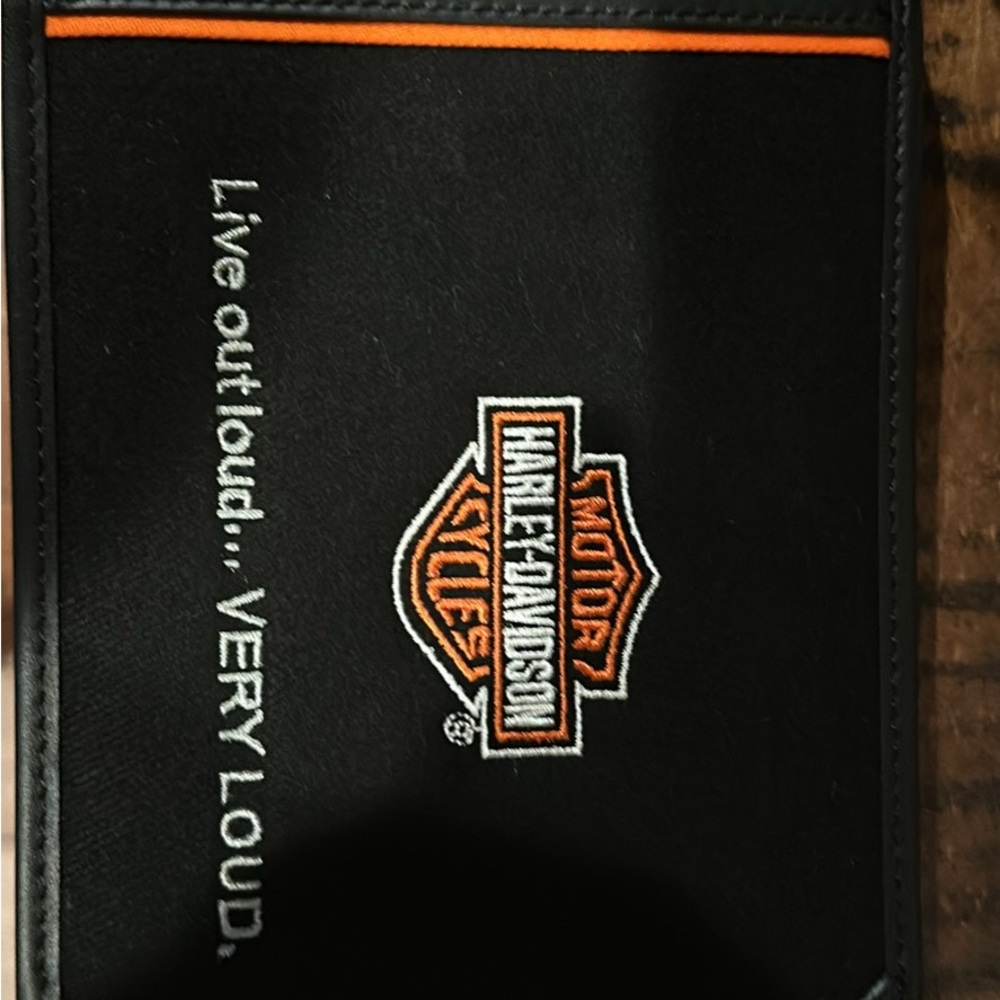 MOTOR
HARLEY-DAVIDSON
CYCLES
®
Live out loud... VERY LOUD.